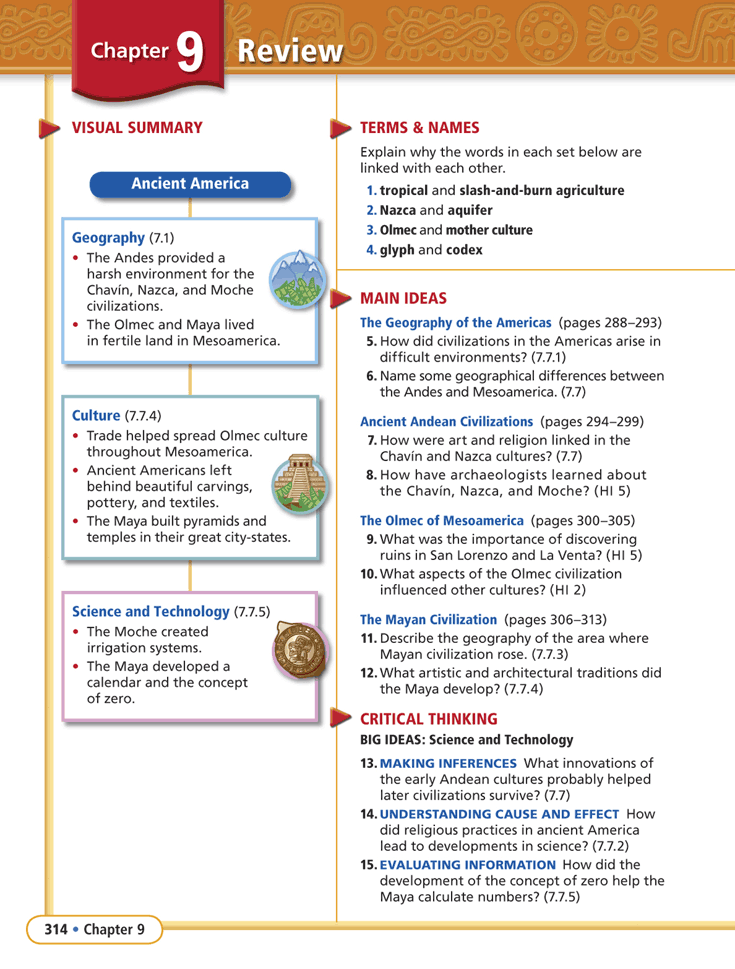 Chapter 9 Review
VISUAL SUMMARY
Ancient America
Geography (7.1)
• The Andes provided a
harsh environment for the
Chavín, Nazca, and Moche
civilizations.
• The Olmec and Maya lived
in fertile land in Mesoamerica.
Culture (7.7.4)
• Trade helped spread Olmec culture
throughout Mesoamerica.
• Ancient Americans left
behind beautiful carvings,
pottery, and textiles.
• The Maya built pyramids and
temples in their great city-states.
Science and Technology (7.7.5)
• The Moche created
irrigation systems.
• The Maya developed a
calendar and the concept
of zero.
TERMS & NAMES
Explain why the words in each set below are
linked with each other.
1. tropical and slash-and-burn agriculture
2. Nazca and aquifer
3. Olmec and mother culture
4. glyph and codex
MAIN IDEAS
The Geography of the Americas (pages 288–293)
5. How did civilizations in the Americas arise in
difficult environments? (7.7.1)
6. Name some geographical differences between
the Andes and Mesoamerica. (7.7)
Ancient Andean Civilizations (pages 294–299)
7. How were art and religion linked in the
Chavín and Nazca cultures? (7.7)
8. How have archaeologists learned about
the Chavín, Nazca, and Moche? (HI 5)
The Olmec of Mesoamerica (pages 300–305)
9. What was the importance of discovering
ruins in San Lorenzo and La Venta? (HI 5)
10. What aspects of the Olmec civilization
influenced other cultures? (HI 2)
The Mayan Civilization (pages 306–313)
11. Describe the geography of the area where
Mayan civilization rose. (7.7.3)
12. What artistic and architectural traditions did
the Maya develop? (7.7.4)
CRITICAL THINKING
BIG IDEAS: Science and Technology
13. MAKING INFERENCES What innovations of
the early Andean cultures probably helped
later civilizations survive? (7.7)
14. UNDERSTANDING CAUSE AND EFFECT How
did religious practices in ancient America
lead to developments in science? (7.7.2)
15. EVALUATING INFORMATION How did the
development of the concept of zero help the
Maya calculate numbers? (7.7.5)
314 • Chapter 9